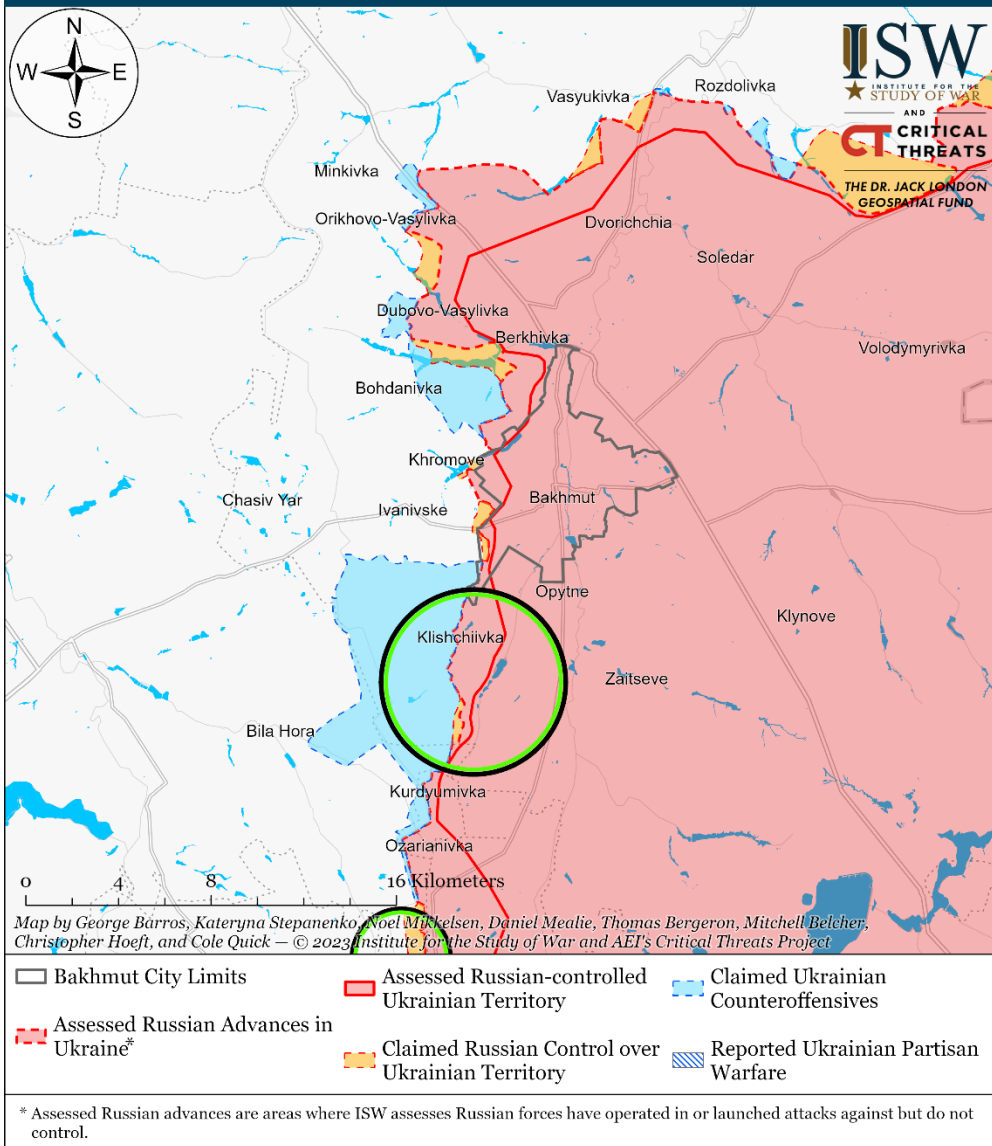 N
W E
S
ISW
INSTITUTE FOR THE
STUDY OF WAR
AND
CT CRITICAL
THREATS
THE DR. JACK LONDON
GEOSPATIAL FUND
Vasyukivka
Rozdolivka
Minkivka
Orikhovo-Vasylivka
Dvorichchia
Soledar
Dubovo-Vasylivka
Berkhivka
Volodymyrivka
Bohdanivka
Khromove
Chasiv Yar
Ivanivske
Bakhmut
Opytne
Klynove
Klishchiivka
Zaitseve
Bila Hora
Kurdyumivka
Ozarianivka
0 4 8 16 Kilometers
Map by George Barros, Kateryna Stepanenko, Noel Mikkelsen, Daniel Mealie, Thomas Bergeron, Mitchell Belcher,
Christopher Hoeft, and Cole Quick — © 2023 Institute for the Study of War and AEI's Critical Threats Project
Bakhmut City Limits
Assessed Russian Advances in
Ukraine*
Assessed Russian-controlled
Ukrainian Territory
Claimed Russian Control over
Ukrainian Territory
Claimed Ukrainian
Counteroffensives
Reported Ukrainian Partisan
Warfare
* Assessed Russian advances are areas where ISW assesses Russian forces have operated in or launched attacks against but do not
control.